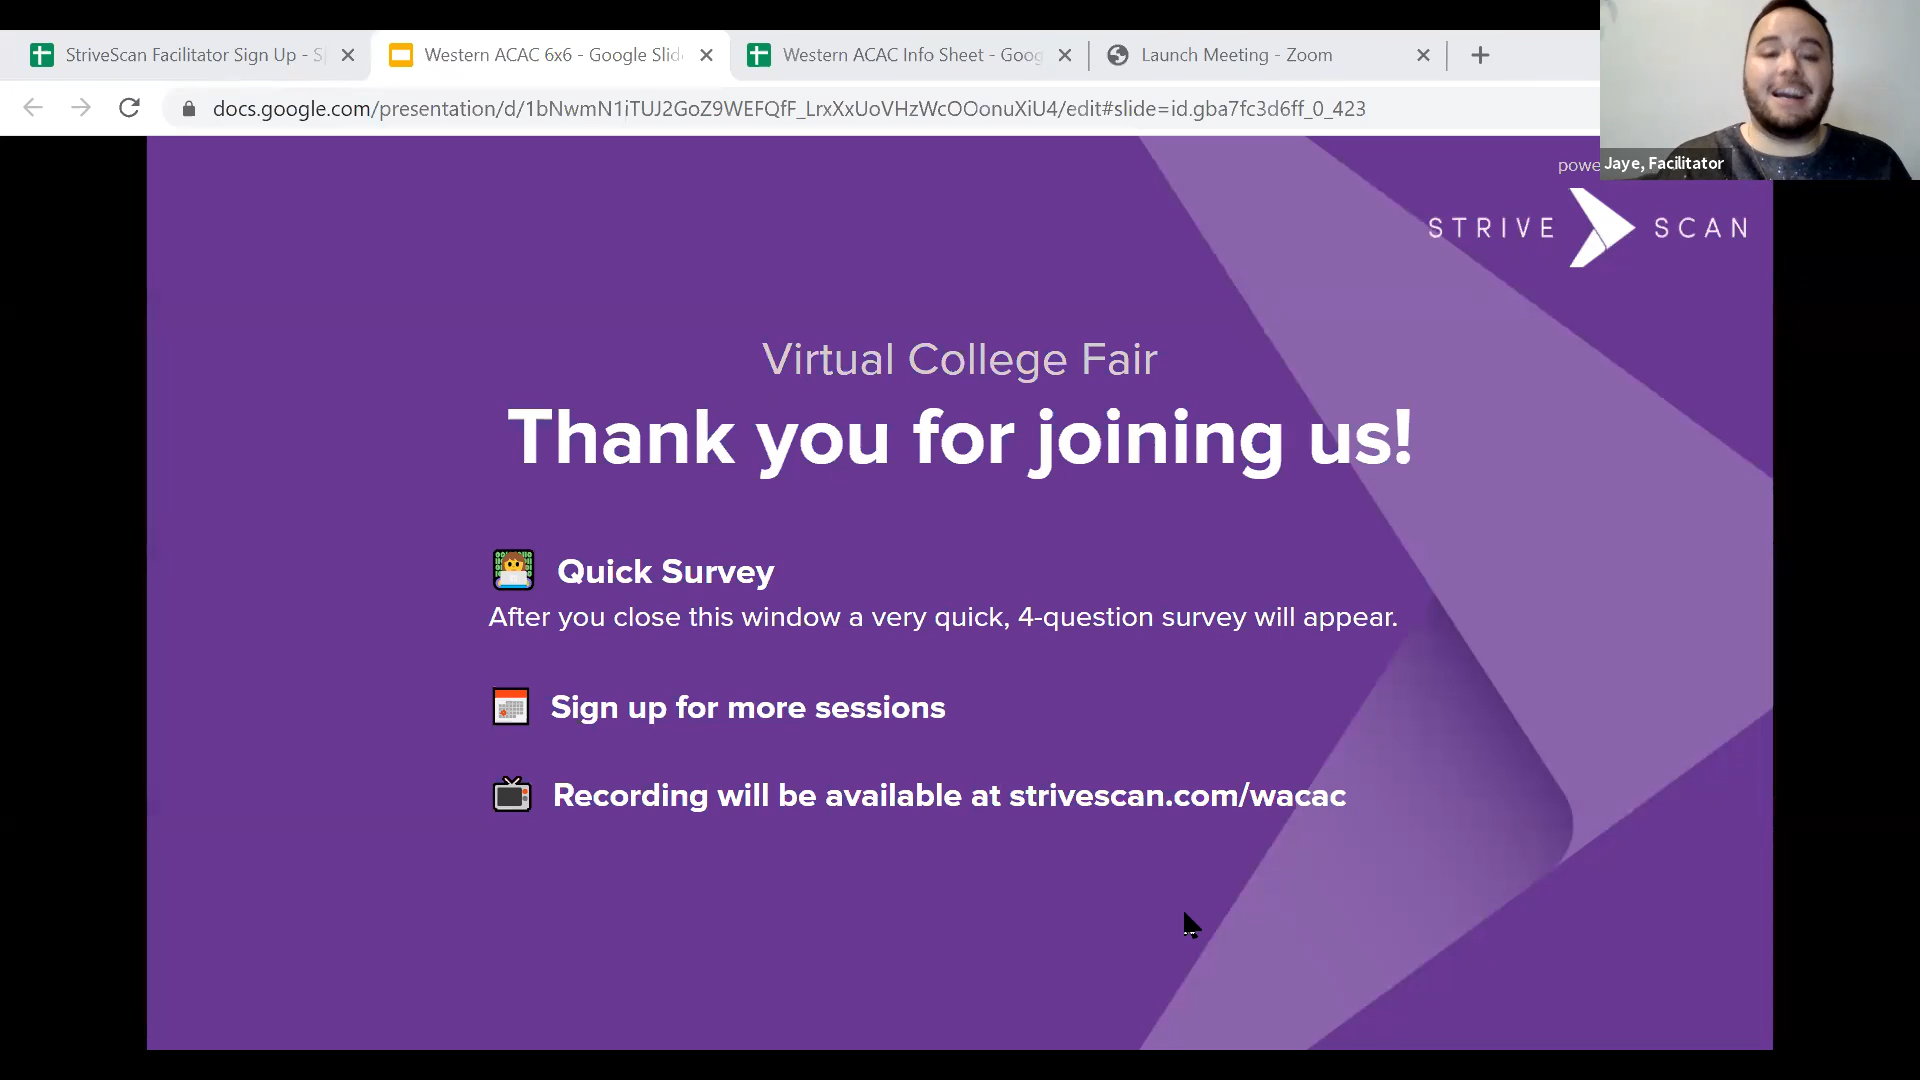 StriveScan Facilitator Sign Up - S
Western ACAC 6x6 - Google Slid
Western ACAC Info Sheet - Goog
Launch Meeting - Zoom
docs.google.com/presentation/d/1bNwmN1iTUJ2GoZ9WEFQfF_LrxXxUoVHzWcOOonuXiU4/edit#slide=id.gba7fc3d6ff_0_423
Jaye, Facilitator
powe
STRIVE SCAN
Virtual College Fair
Thank you for joining us!
Quick Survey
After you close this window a very quick, 4-question survey will appear.
Sign up for more sessions
Recording will be available at strivescan.com/wacac